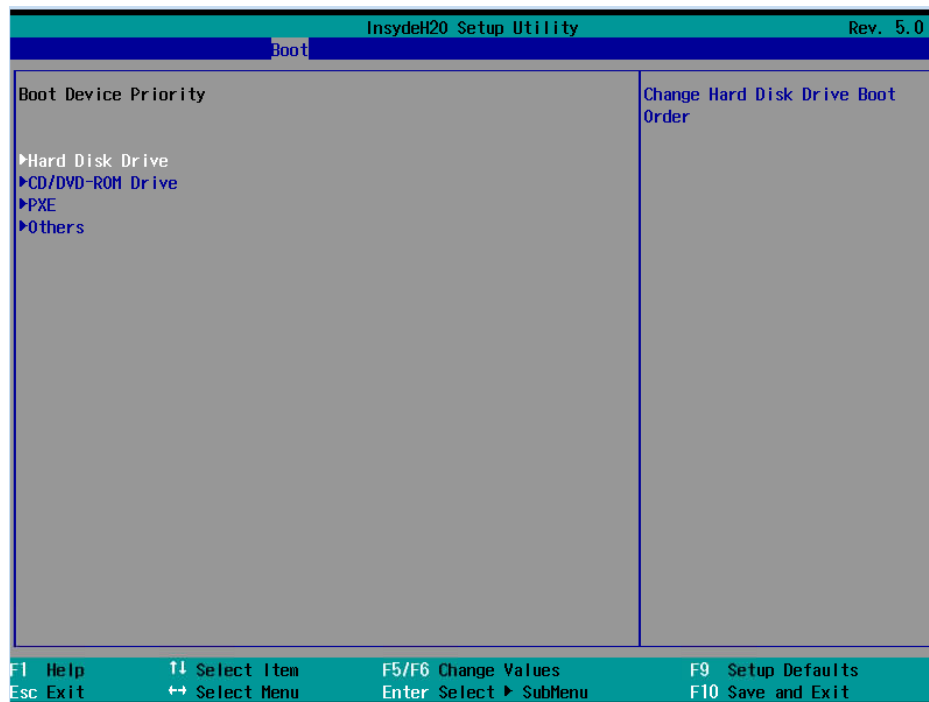 InsydeH20 Setup Utility Rev. 5.0
Boot
Boot Device Priority
▶Hard Disk Drive
▶CD/DVD-ROM Drive
▶PXE
▶Others
Change Hard Disk Drive Boot
Order
F1 Help ↑↓ Select Item F5/F6 Change Values F9 Setup Defaults
Esc Exit ↔ Select Menu Enter Select ▶ SubMenu F10 Save and Exit